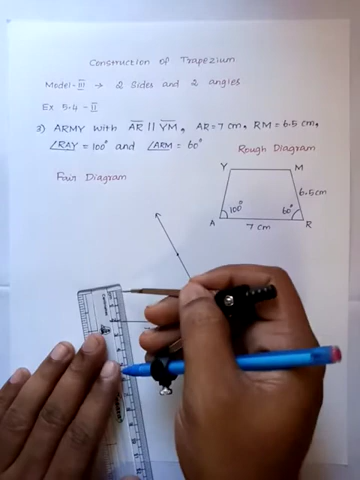 Construction of Trapezium
Model-III → 2 Sides and 2 angles
Ex 5.4 - II
3) ARMY with AR || YM, AR = 7 cm, RM = 6.5 cm,
∠RAY = 100° and ∠ARM = 60°
Rough Diagram
Fair Diagram
Y M
6.5cm
100° 60°
A R
7 cm